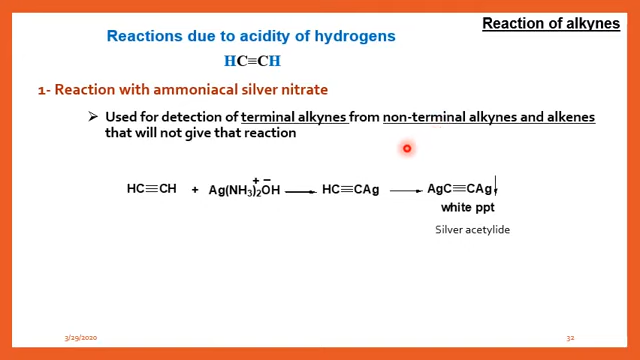 Reaction of alkynes
Reactions due to acidity of hydrogens
HC≡CH
1- Reaction with ammoniacal silver nitrate
➢ Used for detection of terminal alkynes from non-terminal alkynes and alkenes
that will not give that reaction
HC≡CH + Ag(NH₃)₂⁺ ⁻OH ⟶ HC≡CAg ⟶ AgC≡CAg↓
white ppt
Silver acetylide
3/29/2020 32